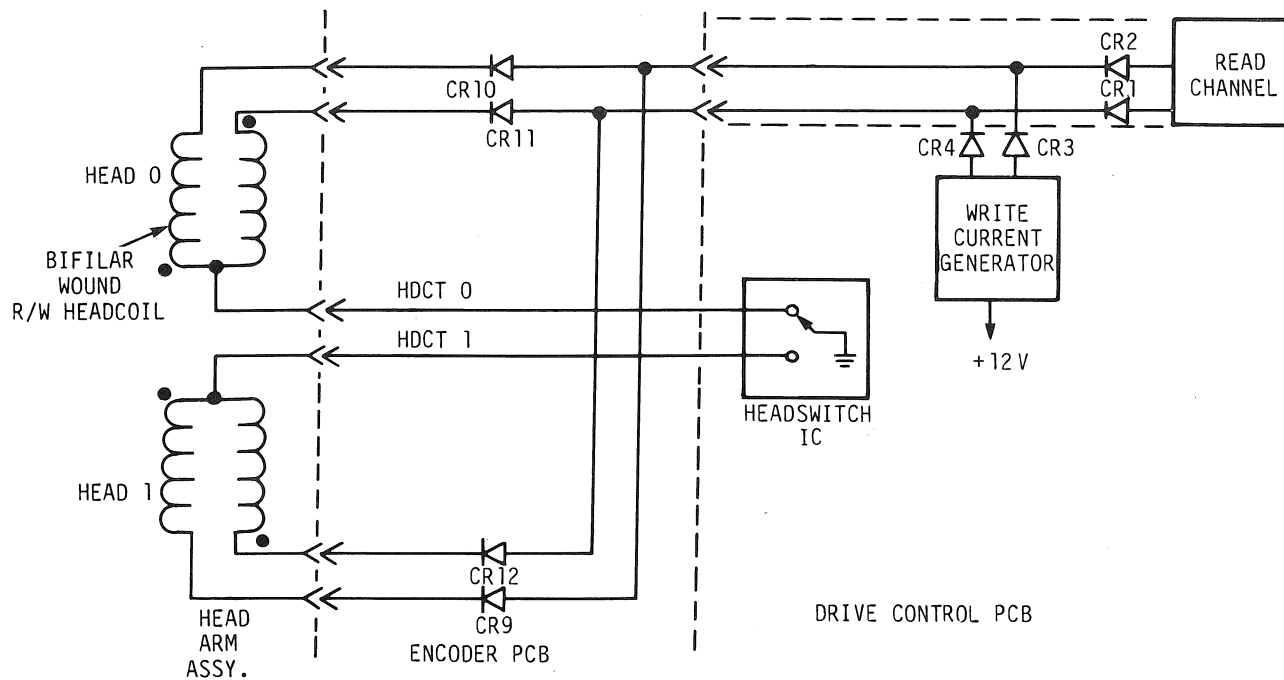 CR2
READ
CHANNEL
CR10
CR1
CR11
CR4
CR3
HEAD 0
WRITE
CURRENT
GENERATOR
BIFILAR
WOUND
R/W HEADCOIL
HDCT 0
HDCT 1
+12V
HEADSWITCH
IC
HEAD 1
CR12
CR9
HEAD
ARM
ASSY.
ENCODER PCB
DRIVE CONTROL PCB